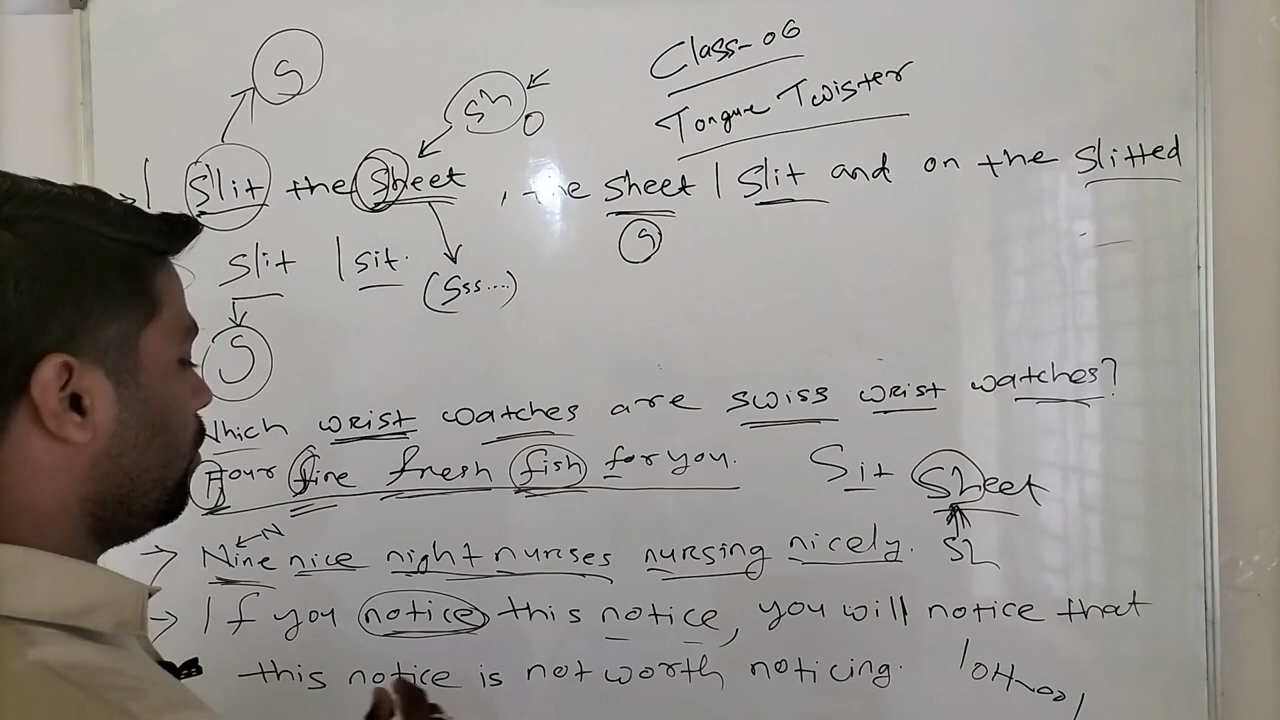 Class-06
Tongue Twister
S
sh
I slit the sheet, the sheet I slit and on the slitted
S
slit I sit.
(Sss...)
S
Which wrist watches are swiss wrist watches?
Four fine fresh fish for you.
Sit Sheet
N
Nine nice night nurses nursing nicely.
Sh
If you notice this notice, you will notice that
this notice is not worth noticing.